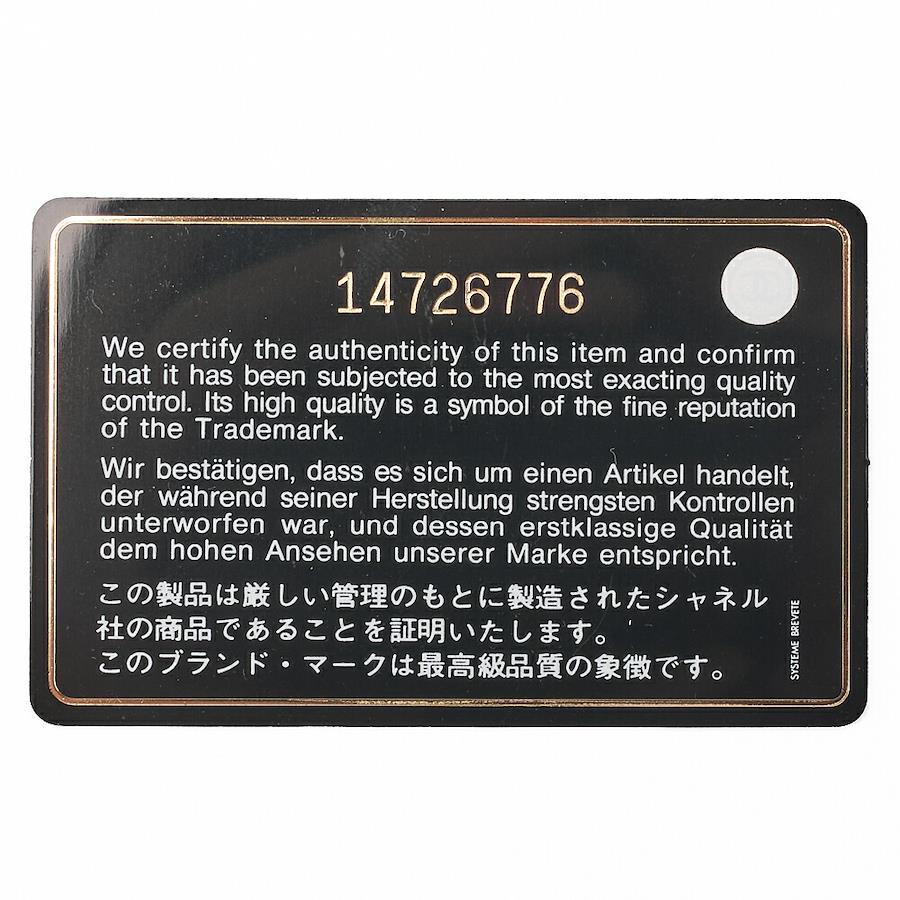 14726776
We certify the authenticity of this item and confirm
that it has been subjected to the most exacting quality
control. Its high quality is a symbol of the fine reputation
of the Trademark.
Wir bestätigen, dass es sich um einen Artikel handelt,
der während seiner Herstellung strengsten Kontrollen
unterworfen war, und dessen erstklassige Qualität
dem hohen Ansehen unserer Marke entspricht.
この製品は厳しい管理のもとに製造されたシャネル
社の商品であることを証明いたします。
このブランド・マークは最高級品質の象徴です。
SYSTEME BREVETE